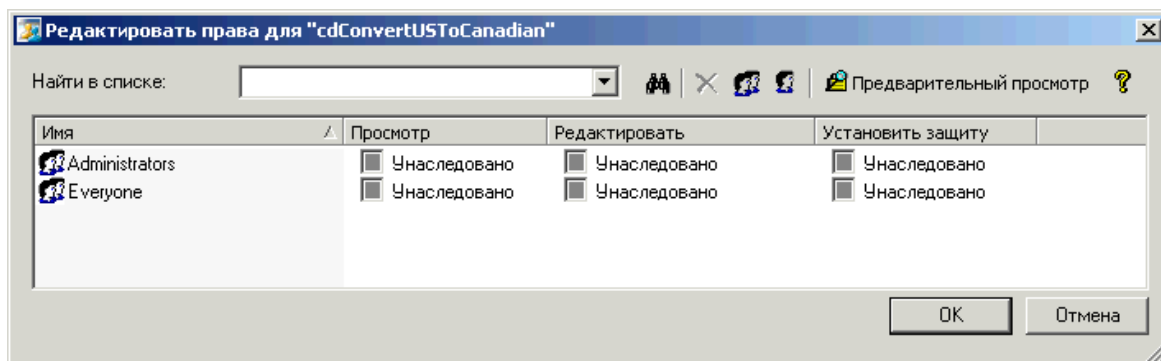 Редактировать права для "cdConvertUSToCanadian"
Найти в списке: Предварительный просмотр
Имя Просмотр Редактировать Установить защиту
Administrators Унаследовано Унаследовано Унаследовано
Everyone Унаследовано Унаследовано Унаследовано
OK Отмена